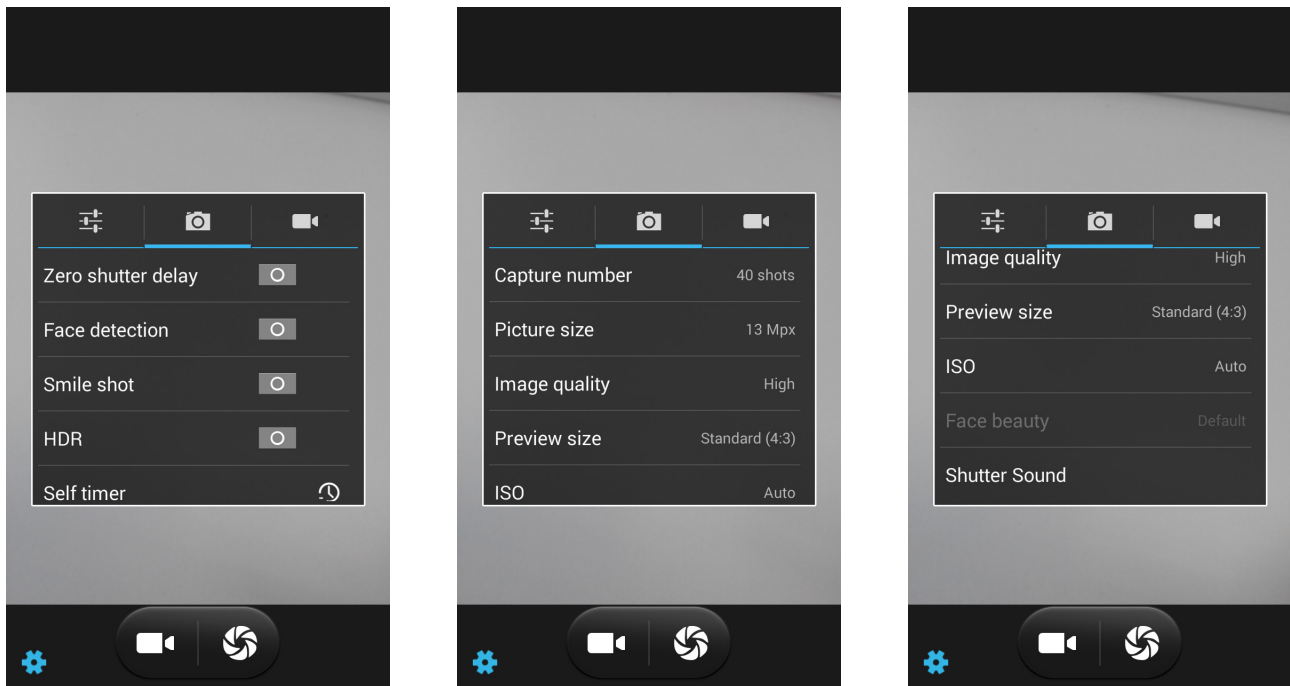 Zero shutter delay
Face detection
Smile shot
HDR
Self timer
Capture number 40 shots
Picture size 13 Mpx
Image quality High
Preview size Standard (4:3)
ISO Auto
Image quality High
Preview size Standard (4:3)
ISO Auto
Face beauty Default
Shutter Sound